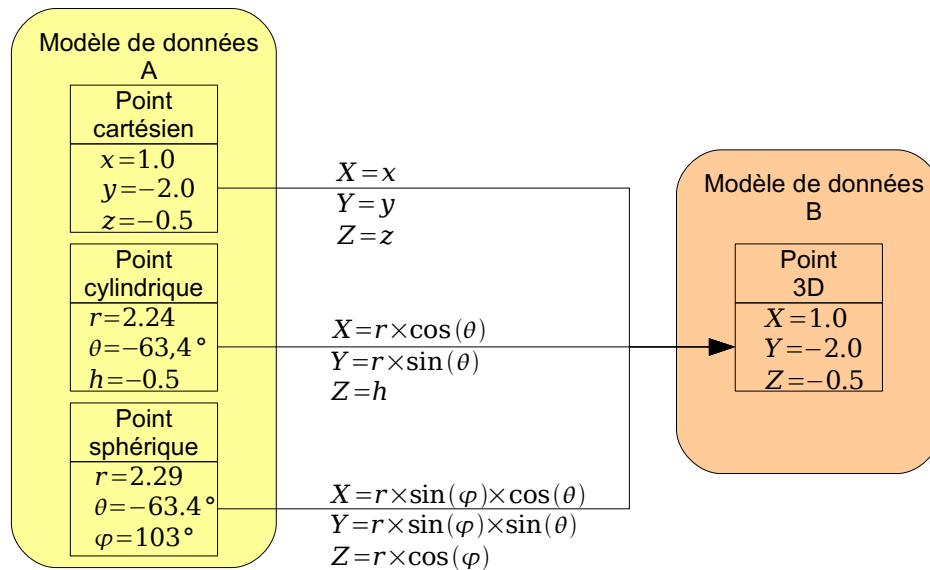 Modèle de données
A
Point
cartésien
x=1.0
y=−2.0
z=−0.5
Point
cylindrique
r=2.24
θ=−63,4°
h=−0.5
Point
sphérique
r=2.29
θ=−63.4°
φ=103°
X=x
Y=y
Z=z
X=r×cos(θ)
Y=r×sin(θ)
Z=h
X=r×sin(φ)×cos(θ)
Y=r×sin(φ)×sin(θ)
Z=r×cos(φ)
Modèle de données
B
Point
3D
X=1.0
Y=−2.0
Z=−0.5